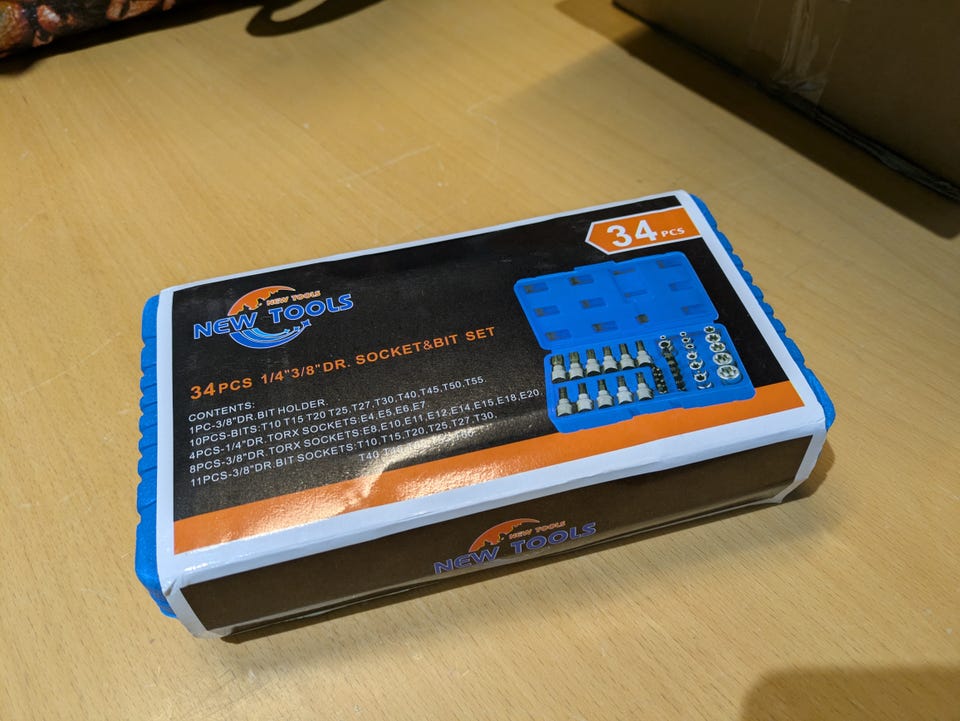 34 PCS
NEW TOOLS
NEW TOOLS
34PCS 1/4"3/8"DR. SOCKET&BIT SET
CONTENTS:
1PC-3/8"DR.BIT HOLDER.
10PCS-BITS:T10 T15 T20 T25,T27,T30,T40,T45,T50,T55.
4PCS-1/4"DR.TORX SOCKETS:E4,E5,E6,E7.
8PCS-3/8"DR.TORX SOCKETS:E8,E10,E11,E12,E14,E15,E18,E20.
11PCS-3/8"DR.BIT SOCKETS:T10,T15,T20,T25,T27,T30,
T40
NEW TOOLS
NEW TOOLS